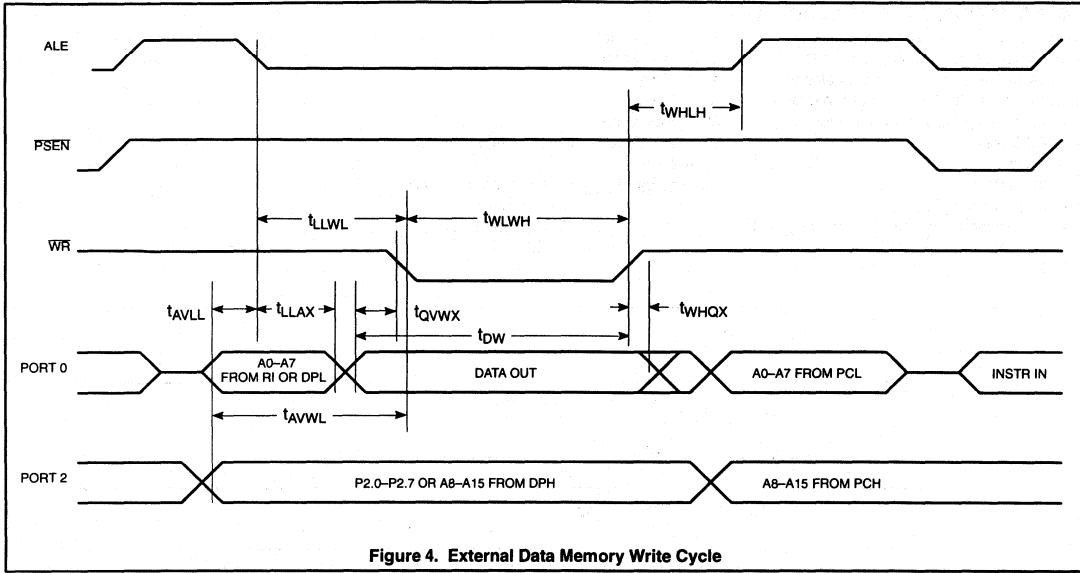 ALE
tWHLH
PSEN
tLLWL
tWLWH
WR
tAVLL
tLLAX
tQVWX
tWHQX
tDW
PORT 0
A0–A7
FROM RI OR DPL
DATA OUT
A0–A7 FROM PCL
INSTR IN
tAVWL
PORT 2
P2.0–P2.7 OR A8–A15 FROM DPH
A8–A15 FROM PCH
Figure 4. External Data Memory Write Cycle